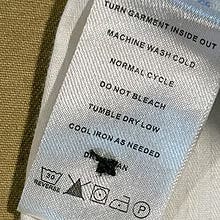 TURN GARMENT INSIDE OUT
MACHINE WASH COLD
NORMAL CYCLE
DO NOT BLEACH
TUMBLE DRY LOW
COOL IRON AS NEEDED
30
REVERSE
P